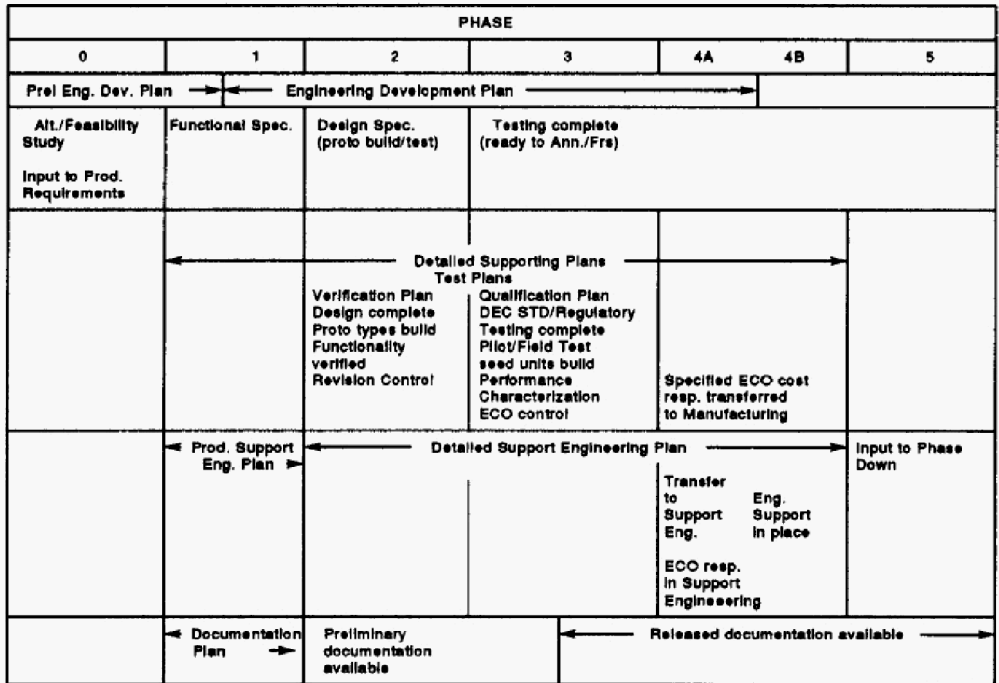 PHASE
0 1 2 3 4A 4B 5
Prel Eng. Dev. Plan Engineering Development Plan
Alt./Feasibility
Study
Input to Prod.
Requirements
Functional Spec.
Design Spec.
(proto build/test)
Testing complete
(ready to Ann./Frs)
Detailed Supporting Plans
Test Plans
Verification Plan
Design complete
Proto types build
Functionality
verified
Revision Control
Qualification Plan
DEC STD/Regulatory
Testing complete
Pilot/Field Test
seed units build
Performance
Characterization
ECO control
Specified ECO cost
resp. transferred
to Manufacturing
Prod. Support
Eng. Plan
Detailed Support Engineering Plan
Input to Phase
Down
Transfer
to
Support
Eng.
Eng.
Support
in place
ECO resp.
in Support
Engineeering
Documentation
Plan
Preliminary
documentation
available
Released documentation available